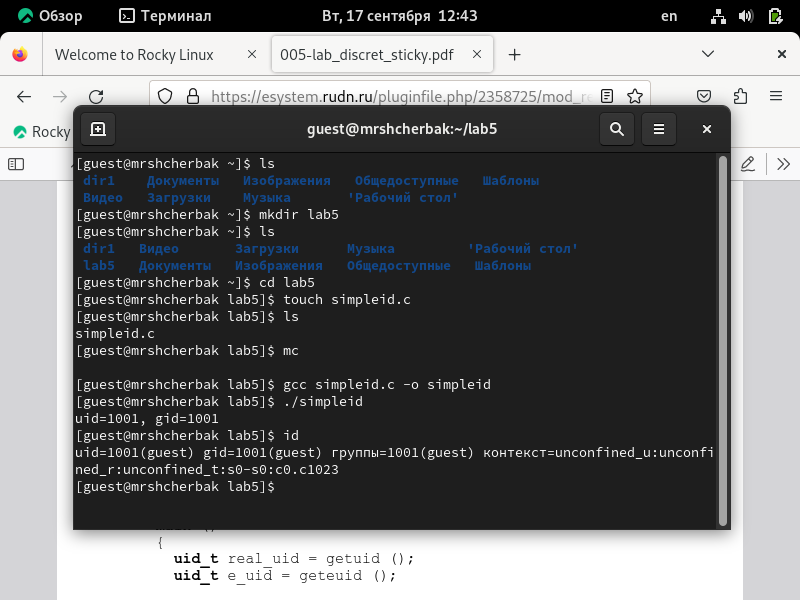 Обзор Терминал Вт, 17 сентября 12:43 en
Welcome to Rocky Linux × 005-lab_discret_sticky.pdf ×
https://esystem.rudn.ru/pluginfile.php/2358725/mod_re
Rocky
guest@mrshcherbak:~/lab5
[guest@mrshcherbak ~]$ ls
dir1 Документы Изображения Общедоступные Шаблоны
Видео Загрузки Музыка 'Рабочий стол'
[guest@mrshcherbak ~]$ mkdir lab5
[guest@mrshcherbak ~]$ ls
dir1 Видео Загрузки Музыка 'Рабочий стол'
lab5 Документы Изображения Общедоступные Шаблоны
[guest@mrshcherbak ~]$ cd lab5
[guest@mrshcherbak lab5]$ touch simpleid.c
[guest@mrshcherbak lab5]$ ls
simpleid.c
[guest@mrshcherbak lab5]$ mc
[guest@mrshcherbak lab5]$ gcc simpleid.c -o simpleid
[guest@mrshcherbak lab5]$ ./simpleid
uid=1001, gid=1001
[guest@mrshcherbak lab5]$ id
uid=1001(guest) gid=1001(guest) группы=1001(guest) контекст=unconfined_u:unconfi
ned_r:unconfined_t:s0-s0:c0.c1023
[guest@mrshcherbak lab5]$
{
uid_t real_uid = getuid ();
uid_t e_uid = geteuid ();